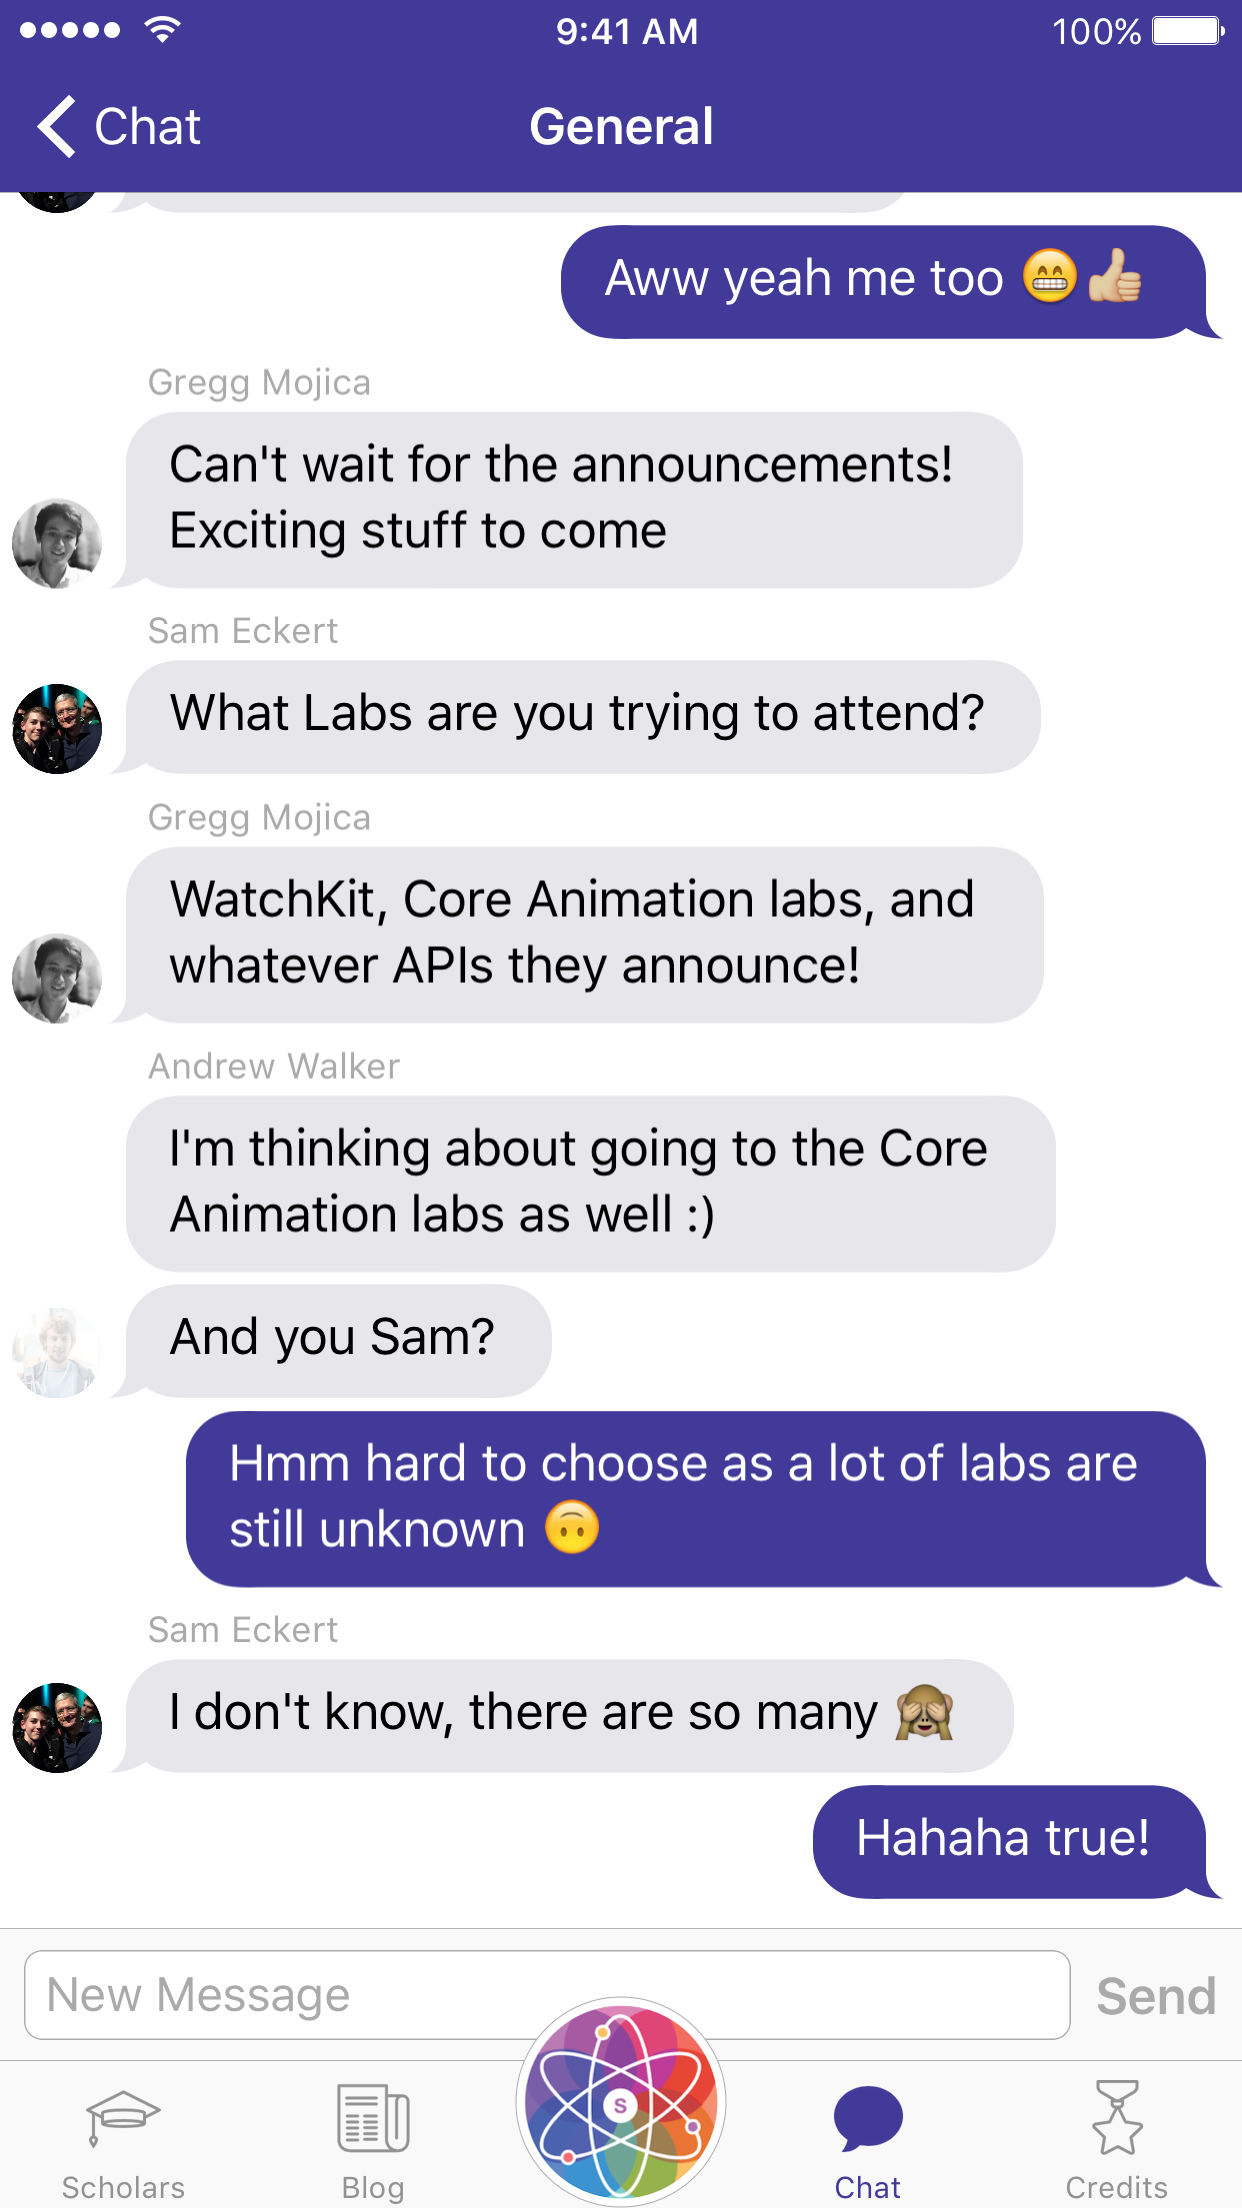 9:41 AM
100%
Chat
General
Aww yeah me too 😁👍🏼
Gregg Mojica
Can't wait for the announcements!
Exciting stuff to come
Sam Eckert
What Labs are you trying to attend?
Gregg Mojica
WatchKit, Core Animation labs, and
whatever APIs they announce!
Andrew Walker
I'm thinking about going to the Core
Animation labs as well :)
And you Sam?
Hmm hard to choose as a lot of labs are
still unknown 🙃
Sam Eckert
I don't know, there are so many 🙈
Hahaha true!
New Message
Send
S
Scholars
Blog
Chat
Credits